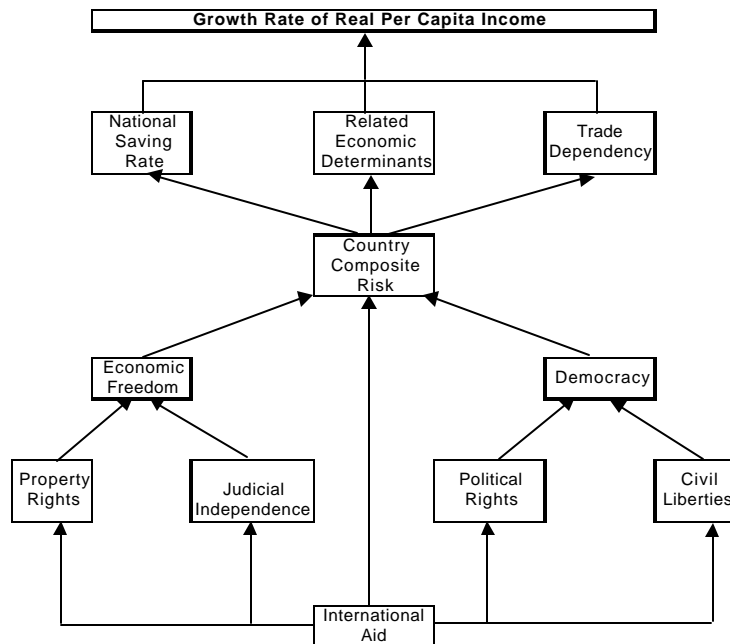 Growth Rate of Real Per Capita Income
National
Saving
Rate
Related
Economic
Determinants
Trade
Dependency
Country
Composite
Risk
Economic
Freedom
Democracy
Property
Rights
Judicial
Independence
Political
Rights
Civil
Liberties
International
Aid